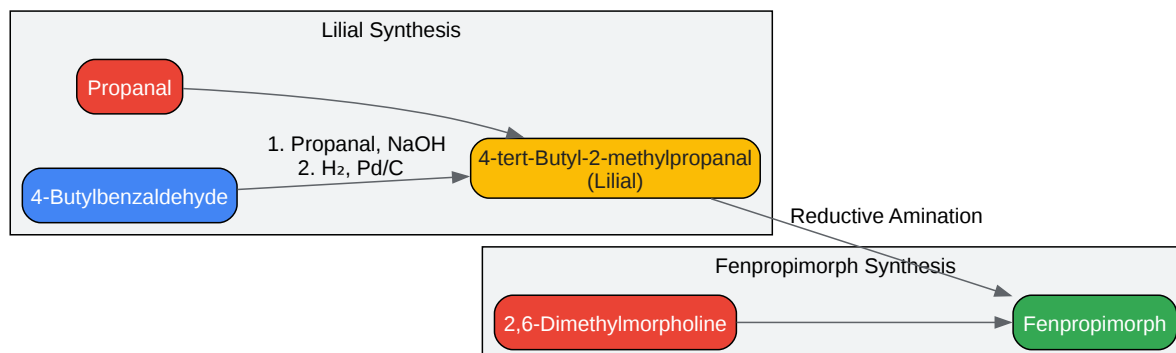 Lilial Synthesis
Propanal
1. Propanal, NaOH
2. H₂, Pd/C
4-Butylbenzaldehyde
4-tert-Butyl-2-methylpropanal
(Lilial)
Reductive Amination
Fenpropimorph Synthesis
2,6-Dimethylmorpholine
Fenpropimorph